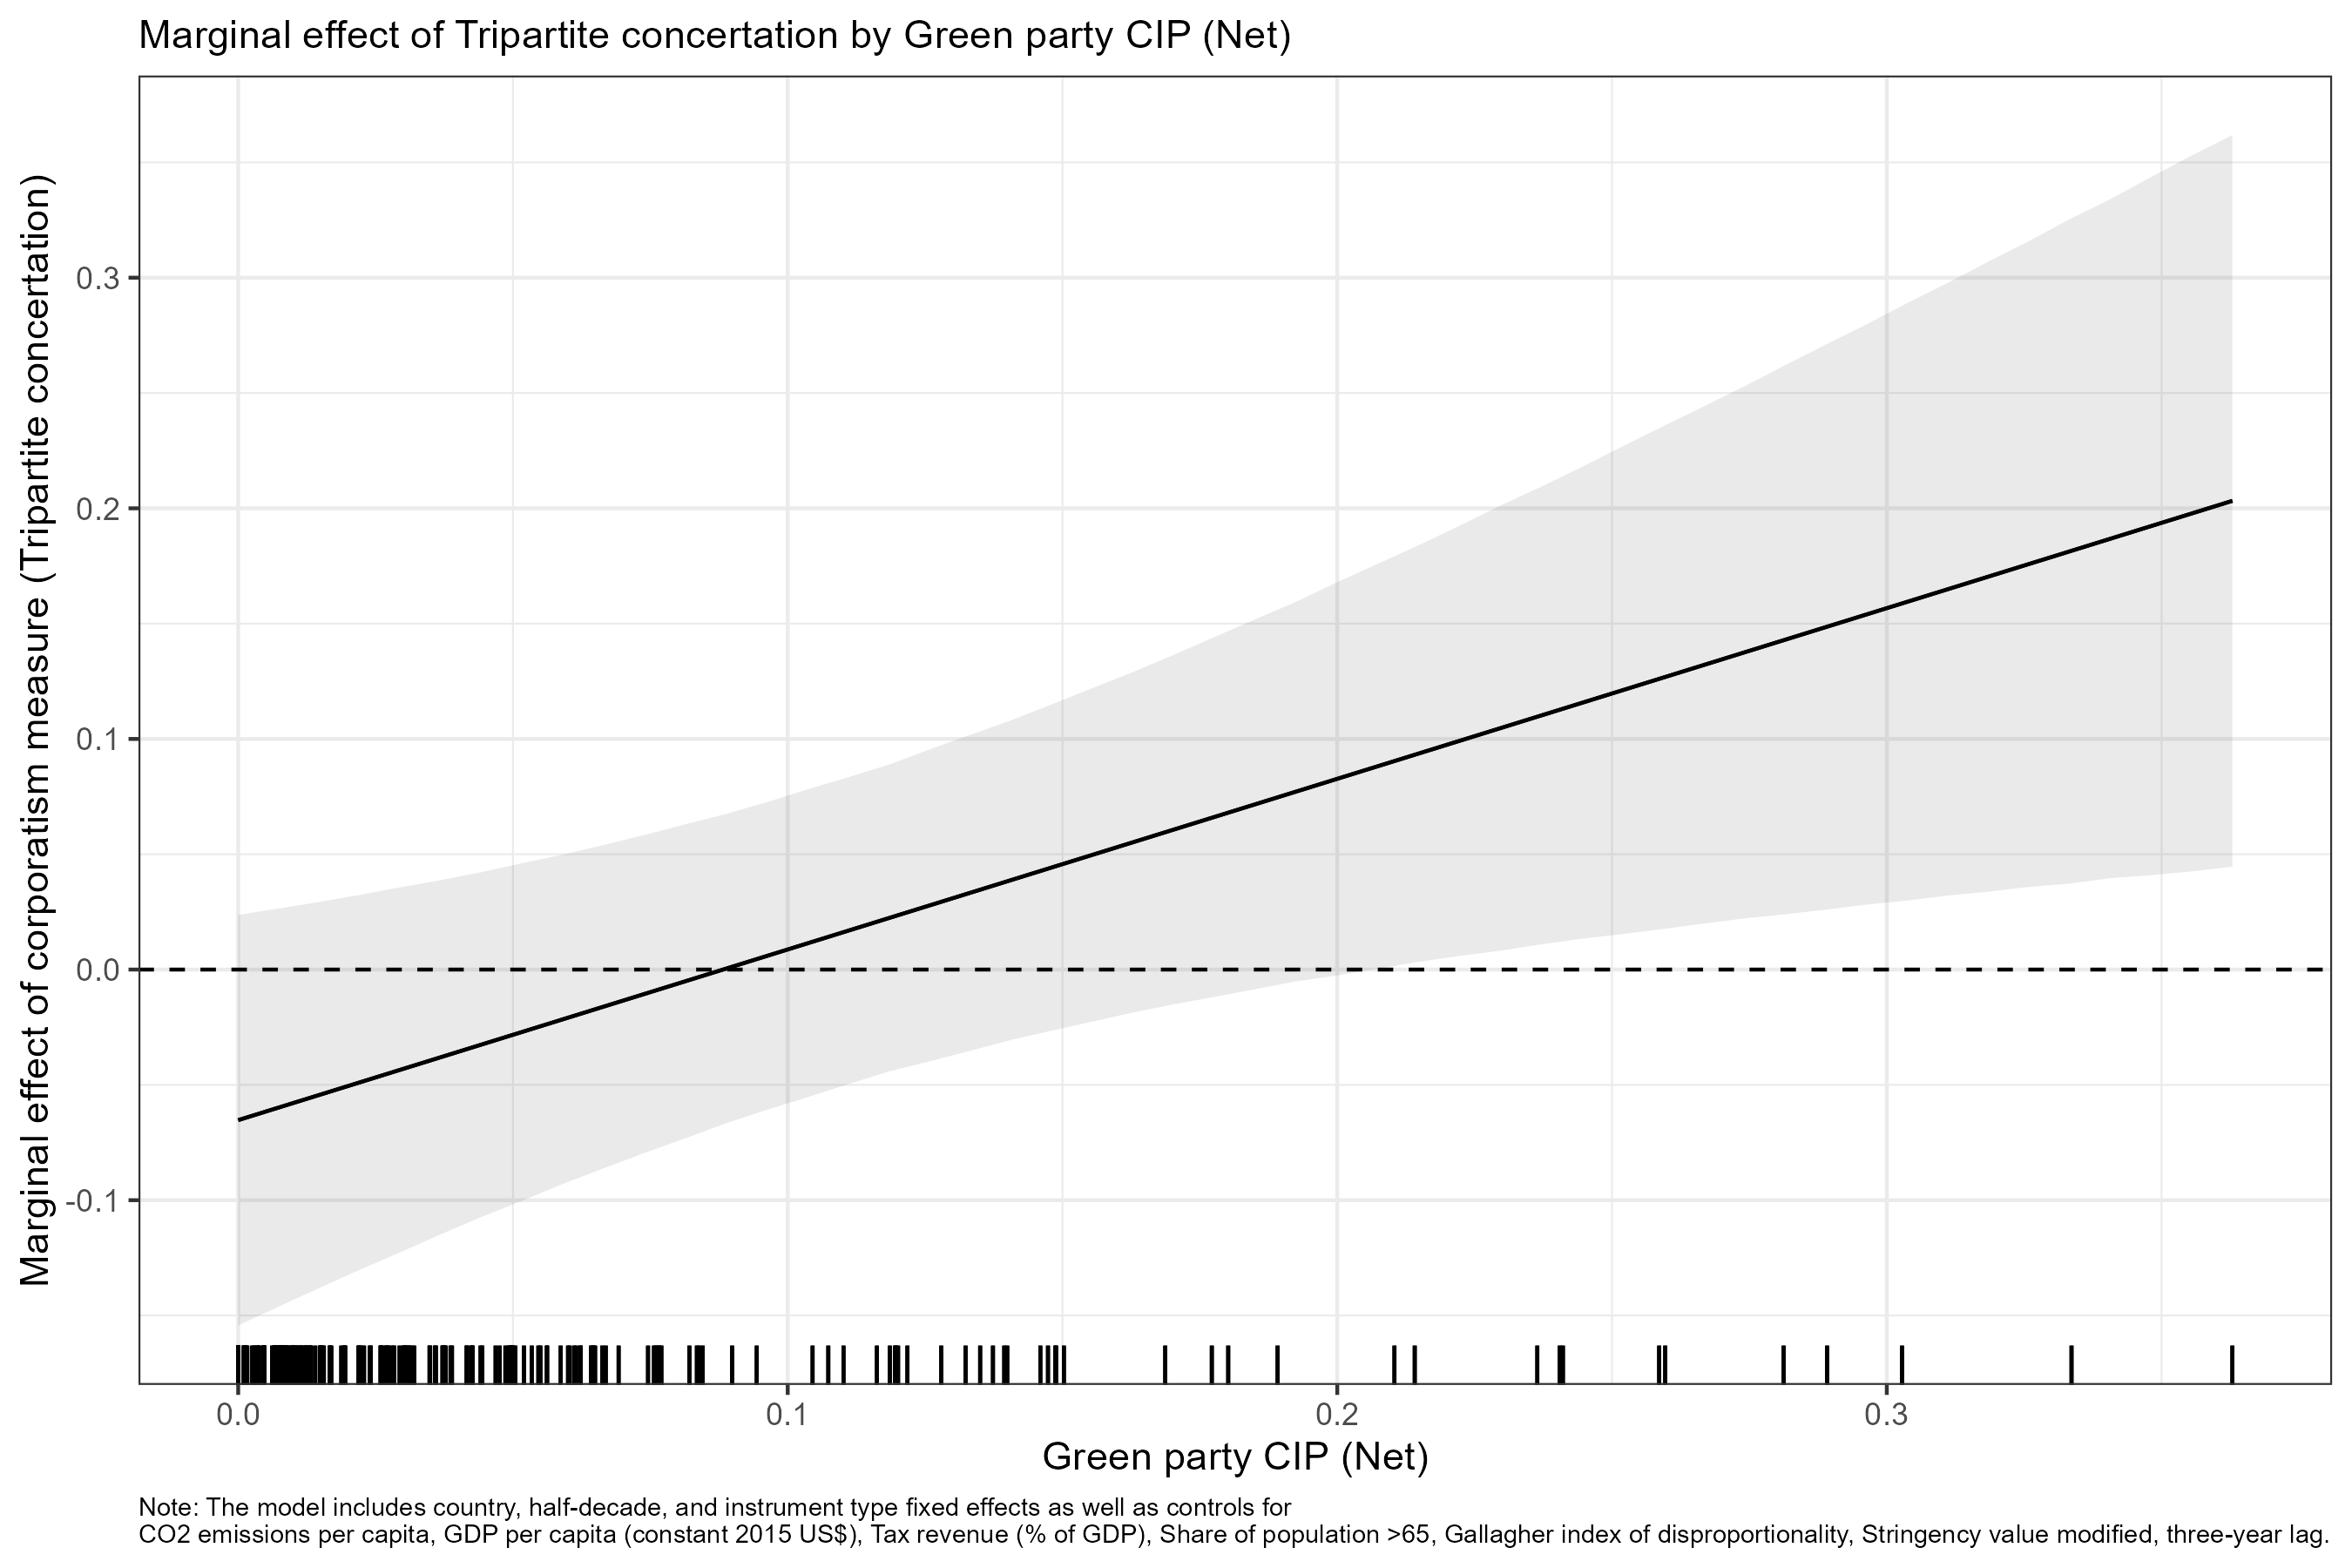 Marginal effect of Tripartite concertation by Green party CIP (Net)
Marginal effect of corporatism measure (Tripartite concertation)
0.3
0.2
0.1
0.0
-0.1
0.0
0.1
0.2
0.3
Green party CIP (Net)
Note: The model includes country, half-decade, and instrument type fixed effects as well as controls for
CO2 emissions per capita, GDP per capita (constant 2015 US$), Tax revenue (% of GDP), Share of population >65, Gallagher index of disproportionality, Stringency value modified, three-year lag.